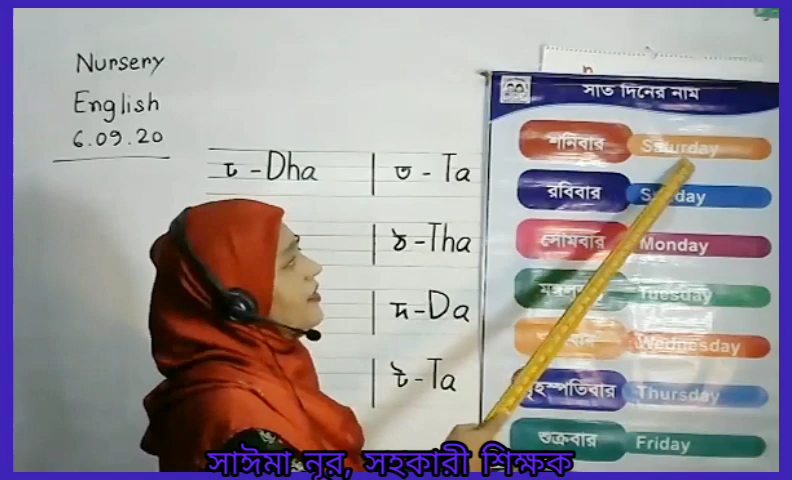 Nursery
English
6.09.20
ঢ - Dha
ত - Ta
ঠ - Tha
দ - Da
ৎ - Ta
সাত দিনের নাম
শনিবার Saturday
রবিবার Sunday
সোমবার Monday
Tuesday
Wednesday
বৃহস্পতিবার Thursday
শুক্রবার Friday
সাঈমা নূর, সহকারী শিক্ষক